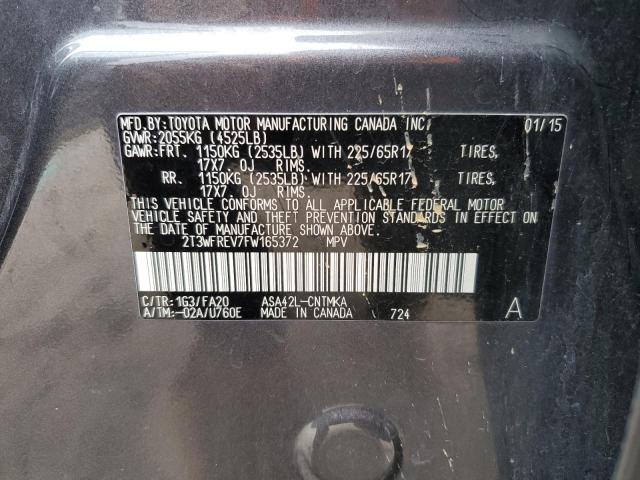 MFD.BY:TOYOTA MOTOR MANUFACTURING CANADA INC. 01/15
GVWR:2055KG (4525LB)
GAWR:FRT. 1150KG (2535LB) WITH 225/65R17 TIRES,
17X7.0J RIMS.
RR. 1150KG (2535LB) WITH 225/65R17 TIRES,
17X7.0J RIMS.
THIS VEHICLE CONFORMS TO ALL APPLICABLE FEDERAL MOTOR
VEHICLE SAFETY AND THEFT PREVENTION STANDARDS IN EFFECT ON
THE DATE OF MANUFACTURE SHOWN ABOVE.
2T3WFREV7FW165372 MPV
C/TR:1G3/FA20 ASA42L-CNTMKA
A/TM:-02A/U760E MADE IN CANADA 724 A